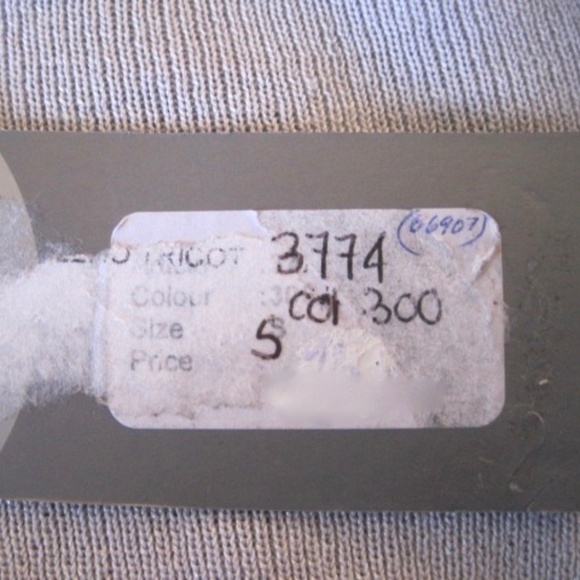 (06907)
TRICOT 3774
Colour : col 300
Size S
Price